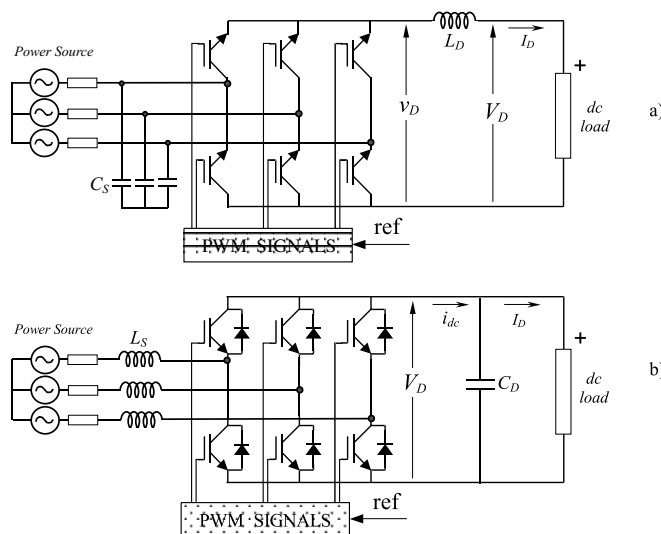 Power Source
L_D
I_D
+
v_D
V_D
dc
load
a)
C_S
PWM SIGNALS
ref
Power Source
L_S
i_dc
I_D
+
V_D
C_D
dc
load
b)
PWM SIGNALS
ref